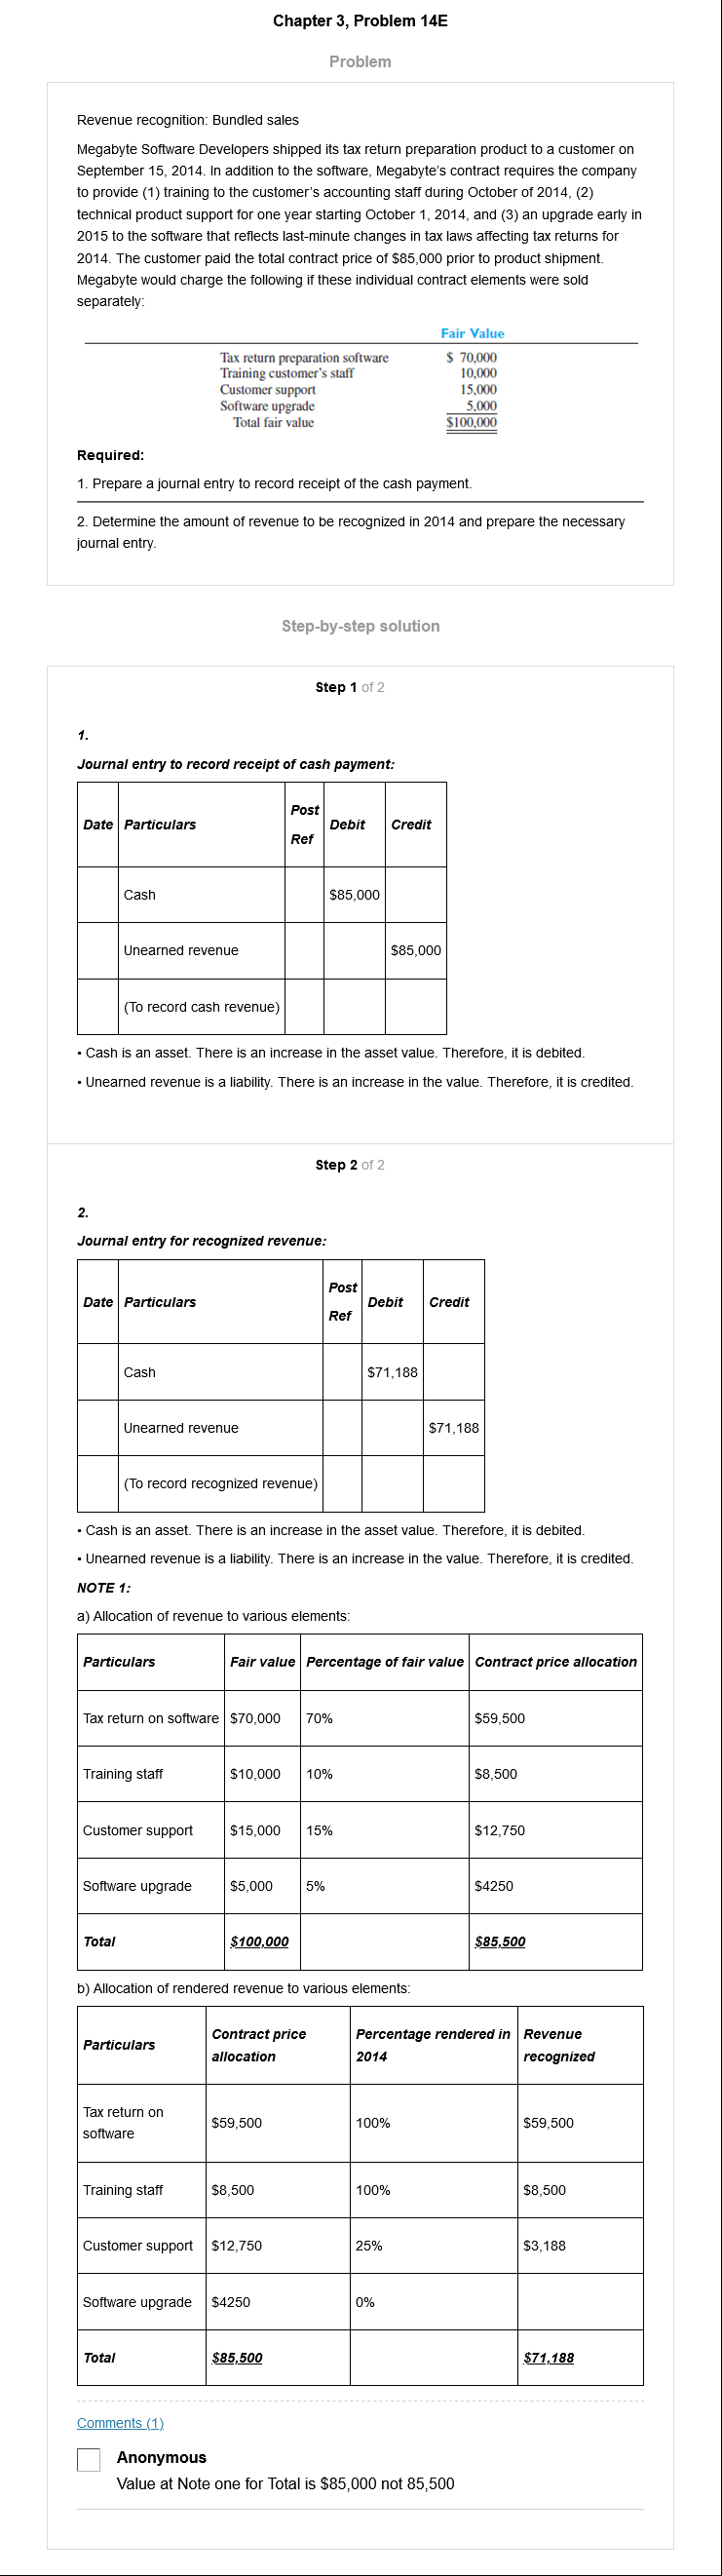 Chapter 3, Problem 14E
Problem
Revenue recognition: Bundled sales
Megabyte Software Developers shipped its tax return preparation product to a customer on
September 15, 2014. In addition to the software, Megabyte's contract requires the company
to provide (1) training to the customer's accounting staff during October of 2014, (2)
technical product support for one year starting October 1, 2014, and (3) an upgrade early in
2015 to the software that reflects last-minute changes in tax laws affecting tax returns for
2014. The customer paid the total contract price of $85,000 prior to product shipment.
Megabyte would charge the following if these individual contract elements were sold
separately:
Fair Value
Tax return preparation software $ 70,000
Training customer's staff 10,000
Customer support 15,000
Software upgrade 5,000
Total fair value $100,000
Required:
1. Prepare a journal entry to record receipt of the cash payment.
2. Determine the amount of revenue to be recognized in 2014 and prepare the necessary
journal entry.
Step-by-step solution
Step 1 of 2
1.
Journal entry to record receipt of cash payment:
Date Particulars Post Ref Debit Credit
Cash $85,000
Unearned revenue $85,000
(To record cash revenue)
• Cash is an asset. There is an increase in the asset value. Therefore, it is debited.
• Unearned revenue is a liability. There is an increase in the value. Therefore, it is credited.
Step 2 of 2
2.
Journal entry for recognized revenue:
Date Particulars Post Ref Debit Credit
Cash $71,188
Unearned revenue $71,188
(To record recognized revenue)
• Cash is an asset. There is an increase in the asset value. Therefore, it is debited.
• Unearned revenue is a liability. There is an increase in the value. Therefore, it is credited.
NOTE 1:
a) Allocation of revenue to various elements:
Particulars Fair value Percentage of fair value Contract price allocation
Tax return on software $70,000 70% $59,500
Training staff $10,000 10% $8,500
Customer support $15,000 15% $12,750
Software upgrade $5,000 5% $4250
Total $100,000 $85,500
b) Allocation of rendered revenue to various elements:
Particulars Contract price allocation Percentage rendered in 2014 Revenue recognized
Tax return on software $59,500 100% $59,500
Training staff $8,500 100% $8,500
Customer support $12,750 25% $3,188
Software upgrade $4250 0%
Total $85,500 $71,188
Comments (1)
Anonymous
Value at Note one for Total is $85,000 not 85,500